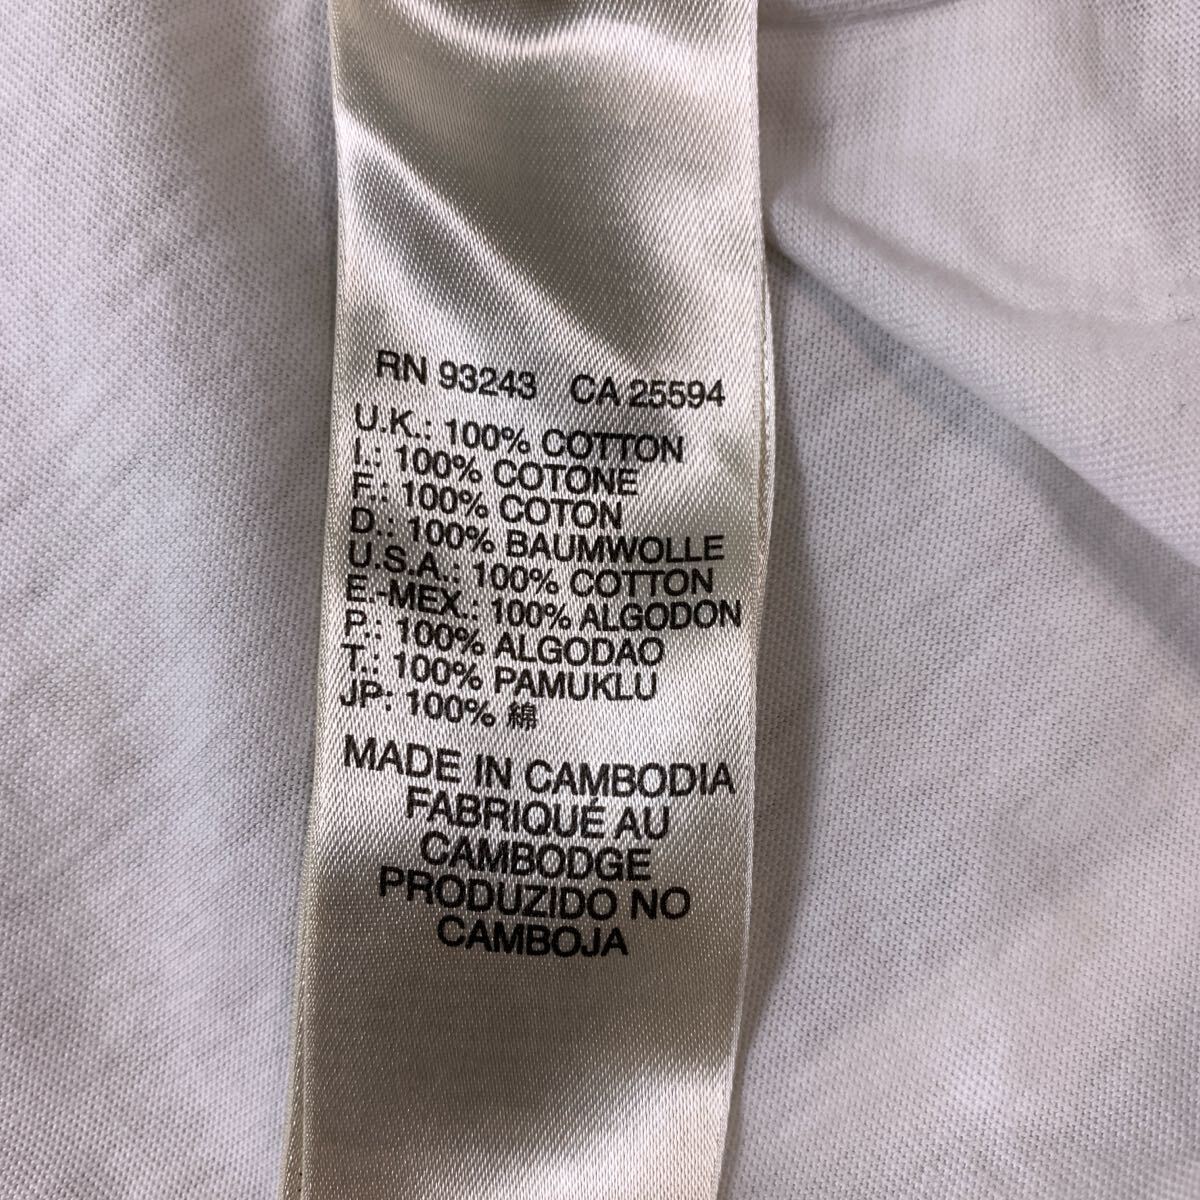 RN 93243 CA 25594
U.K.: 100% COTTON
I.: 100% COTONE
F.: 100% COTON
D.: 100% BAUMWOLLE
U.S.A.: 100% COTTON
E.-MEX.: 100% ALGODON
P.: 100% ALGODAO
T.: 100% PAMUKLU
JP: 100% 綿
MADE IN CAMBODIA
FABRIQUÉ AU
CAMBODGE
PRODUZIDO NO
CAMBOJA